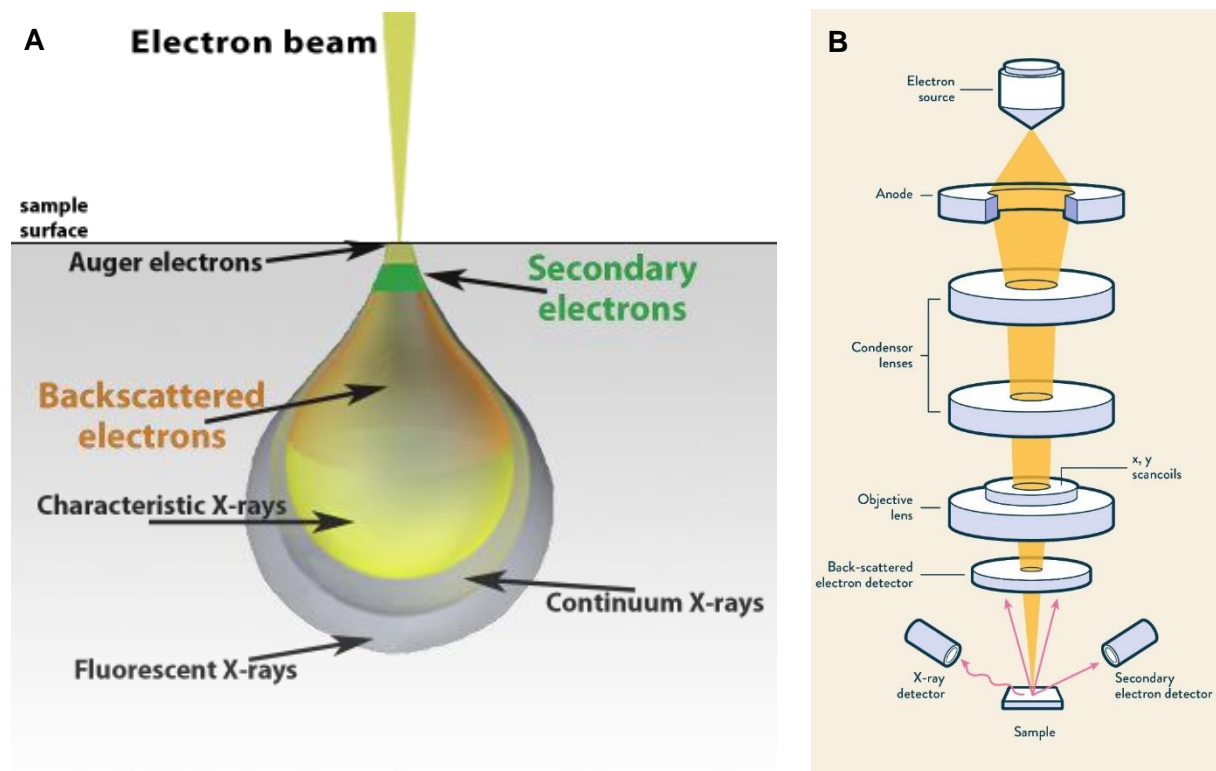 A
Electron beam
sample
surface
Auger electrons
Secondary
electrons
Backscattered
electrons
Characteristic X-rays
Continuum X-rays
Fluorescent X-rays
B
Electron
source
Anode
Condensor
lenses
x, y
scancoils
Objective
lens
Back-scattered
electron detector
X-ray
detector
Secondary
electron detector
Sample